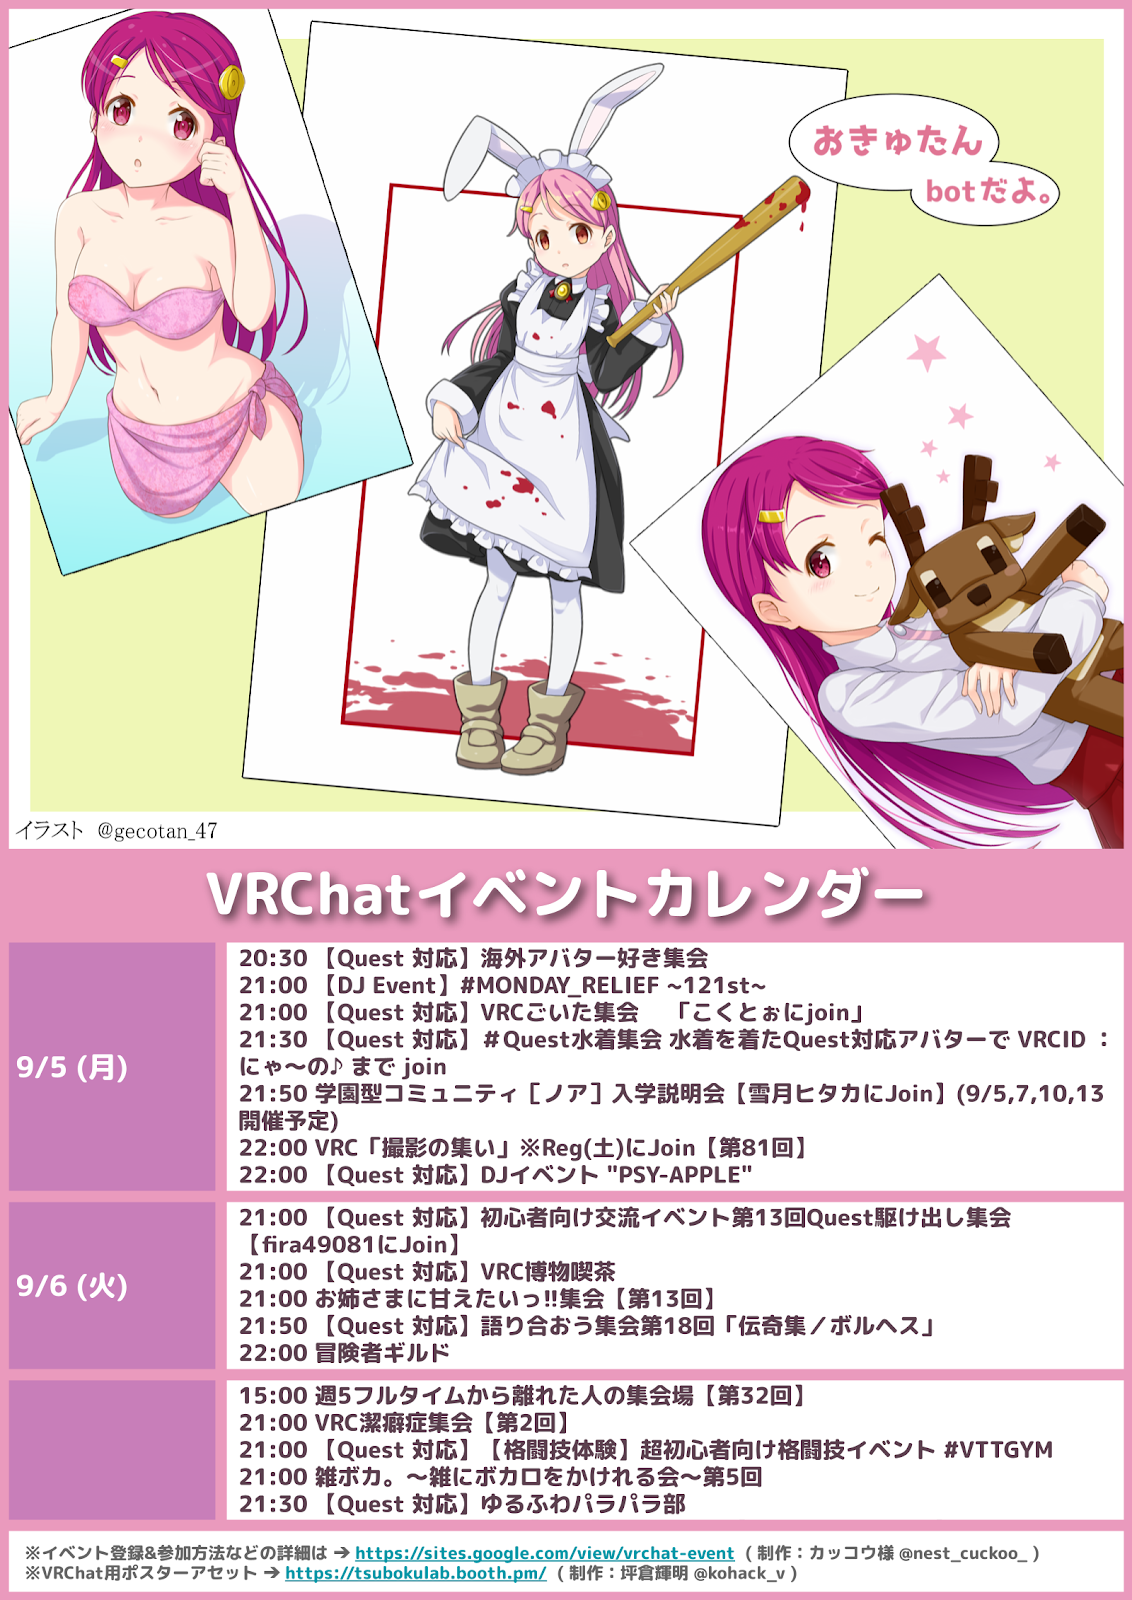 おきゅたん
botだよ。
イラスト @gecotan_47
VRChatイベントカレンダー
9/5 (月)
20:30 【Quest 対応】海外アバター好き集会
21:00 【DJ Event】#MONDAY_RELIEF ~121st~
21:00 【Quest 対応】VRCごいた集会　「こくとぉにjoin」
21:30 【Quest 対応】＃Quest水着集会 水着を着たQuest対応アバターで VRCID ：
にゃ〜の♪ まで join
21:50 学園型コミュニティ［ノア］入学説明会【雪月ヒタカにJoin】(9/5,7,10,13
開催予定)
22:00 VRC「撮影の集い」※Reg(土)にJoin【第81回】
22:00 【Quest 対応】DJイベント "PSY-APPLE"
9/6 (火)
21:00 【Quest 対応】初心者向け交流イベント第13回Quest駆け出し集会
【fira49081にJoin】
21:00 【Quest 対応】VRC博物喫茶
21:00 お姉さまに甘えたいっ!!集会【第13回】
21:50 【Quest 対応】語り合おう集会第18回「伝奇集／ボルヘス」
22:00 冒険者ギルド
15:00 週5フルタイムから離れた人の集会場【第32回】
21:00 VRC潔癖症集会【第2回】
21:00 【Quest 対応】【格闘技体験】超初心者向け格闘技イベント #VTTGYM
21:00 雑ボカ。〜雑にボカロをかけれる会〜第5回
21:30 【Quest 対応】ゆるふわパラパラ部
※イベント登録&参加方法などの詳細は ➔ https://sites.google.com/view/vrchat-event ( 制作：カッコウ様 @nest_cuckoo_ )
※VRChat用ポスターアセット ➔ https://tsubokulab.booth.pm/ ( 制作：坪倉輝明 @kohack_v )